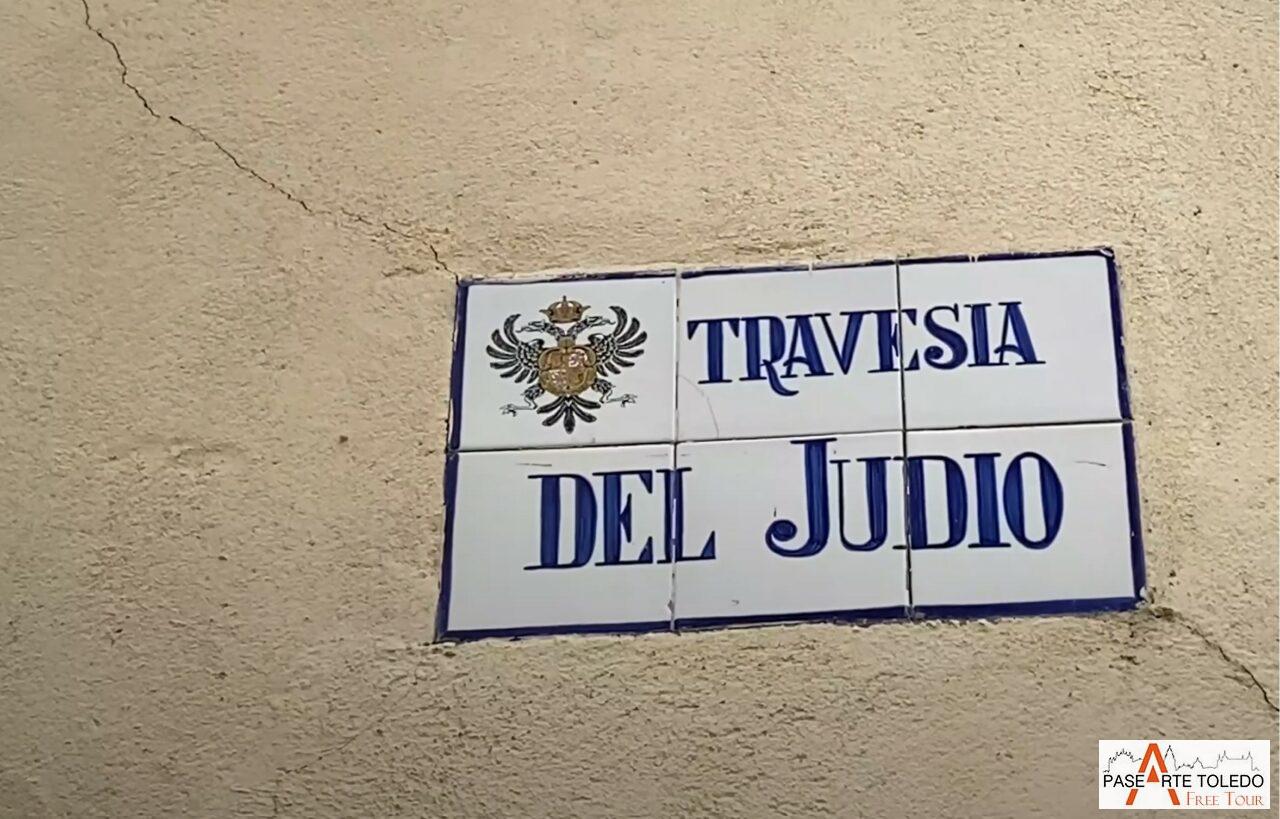 TRAVESIA
DEL JUDIO
PASEARTE TOLEDO
FREE TOUR